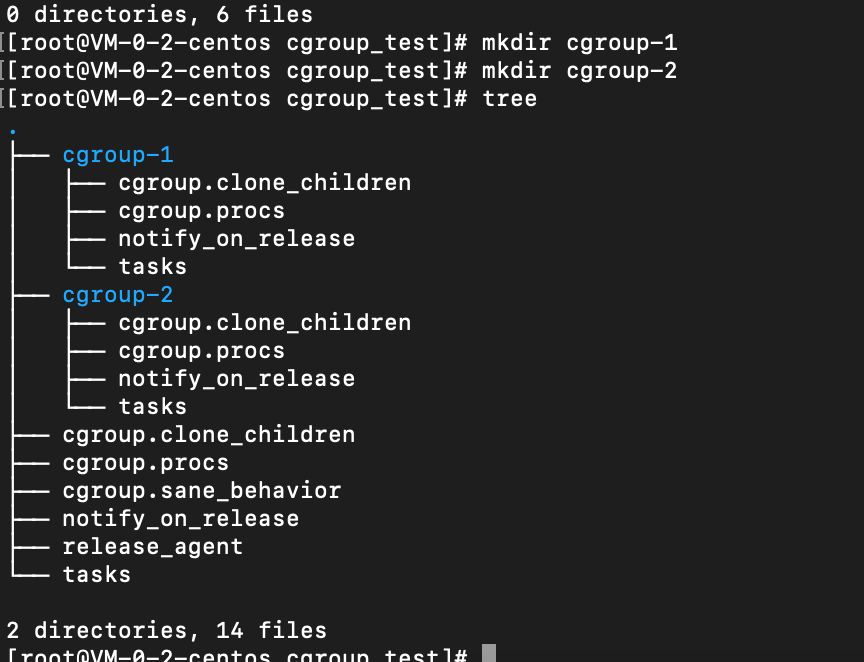 0 directories, 6 files
[[root@VM-0-2-centos cgroup_test]# mkdir cgroup-1
[[root@VM-0-2-centos cgroup_test]# mkdir cgroup-2
[[root@VM-0-2-centos cgroup_test]# tree
.
├── cgroup-1
│   ├── cgroup.clone_children
│   ├── cgroup.procs
│   ├── notify_on_release
│   └── tasks
├── cgroup-2
│   ├── cgroup.clone_children
│   ├── cgroup.procs
│   ├── notify_on_release
│   └── tasks
├── cgroup.clone_children
├── cgroup.procs
├── cgroup.sane_behavior
├── notify_on_release
├── release_agent
└── tasks
2 directories, 14 files
[root@VM-0-2-centos cgroup_test]#